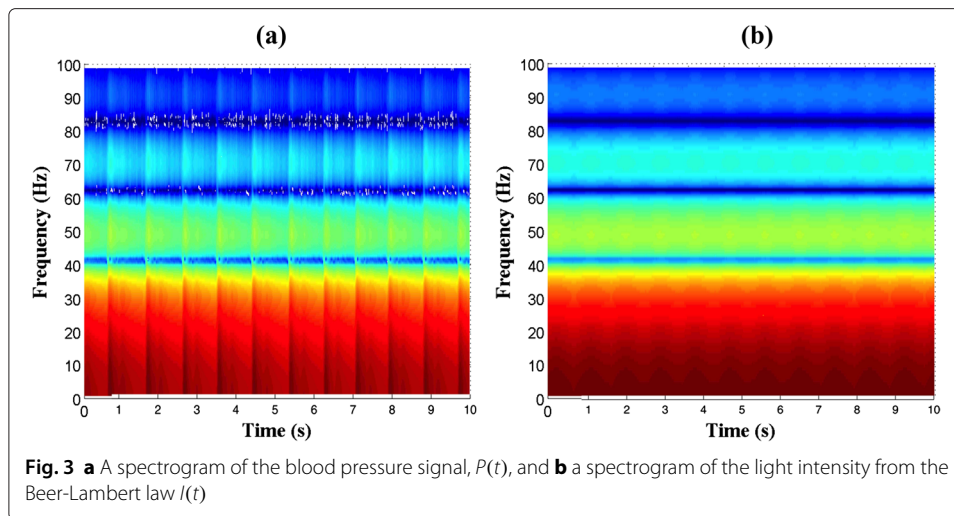 (a)
(b)
100
90
80
70
60
50
40
30
20
10
0
Frequency (Hz)
0 1 2 3 4 5 6 7 8 9 10
Time (s)
100
90
80
70
60
50
40
30
20
10
0
Frequency (Hz)
0 1 2 3 4 5 6 7 8 9 10
Time (s)
Fig. 3 a A spectrogram of the blood pressure signal, P(t), and b a spectrogram of the light intensity from the
Beer-Lambert law I(t)